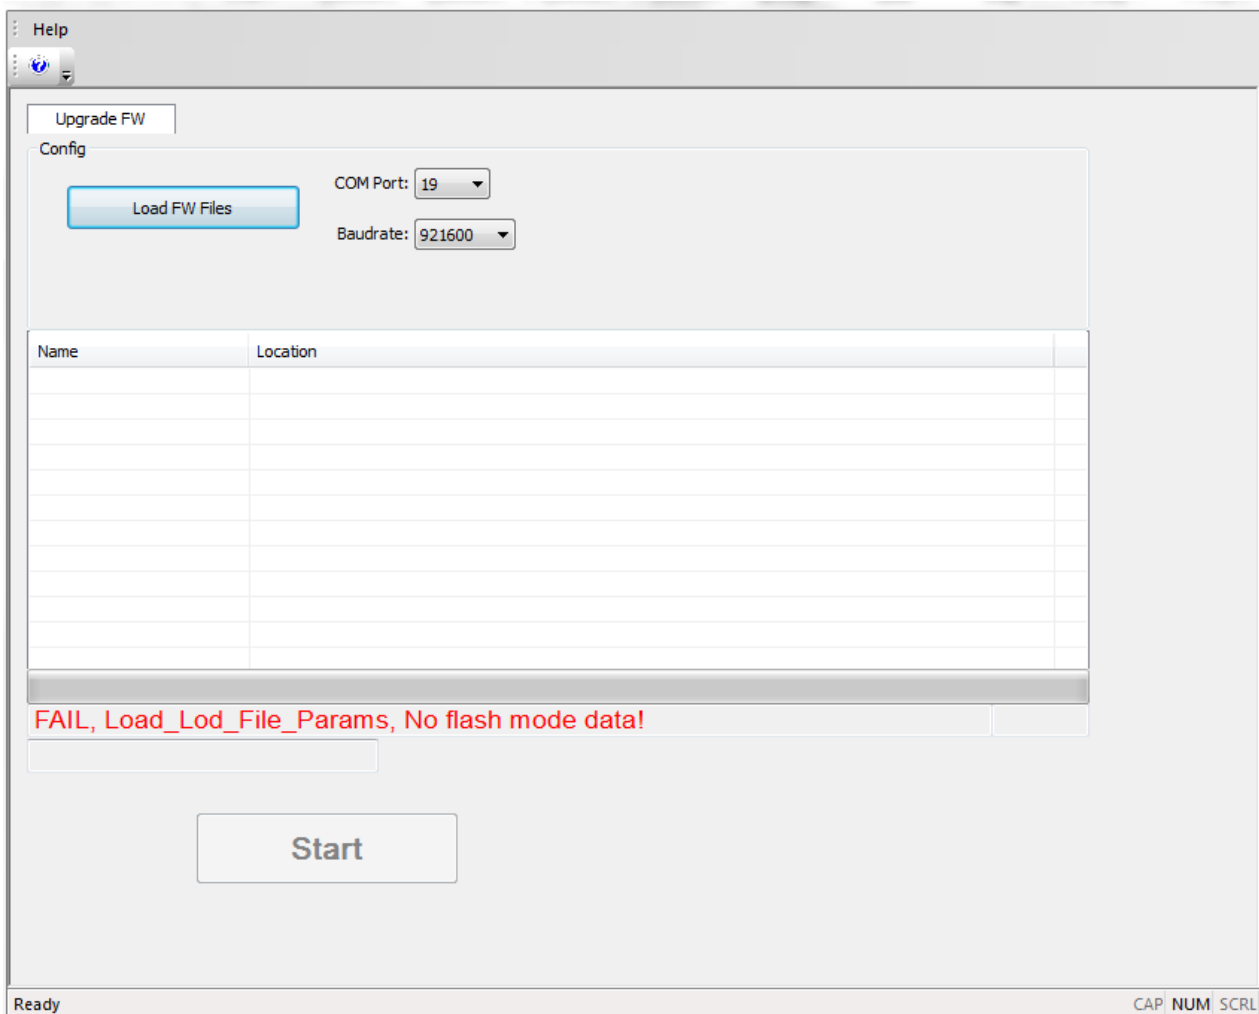 Help
Upgrade FW
Config
Load FW Files
COM Port: 19
Baudrate: 921600
Name Location
FAIL, Load_Lod_File_Params, No flash mode data!
Start
Ready CAP NUM SCRL